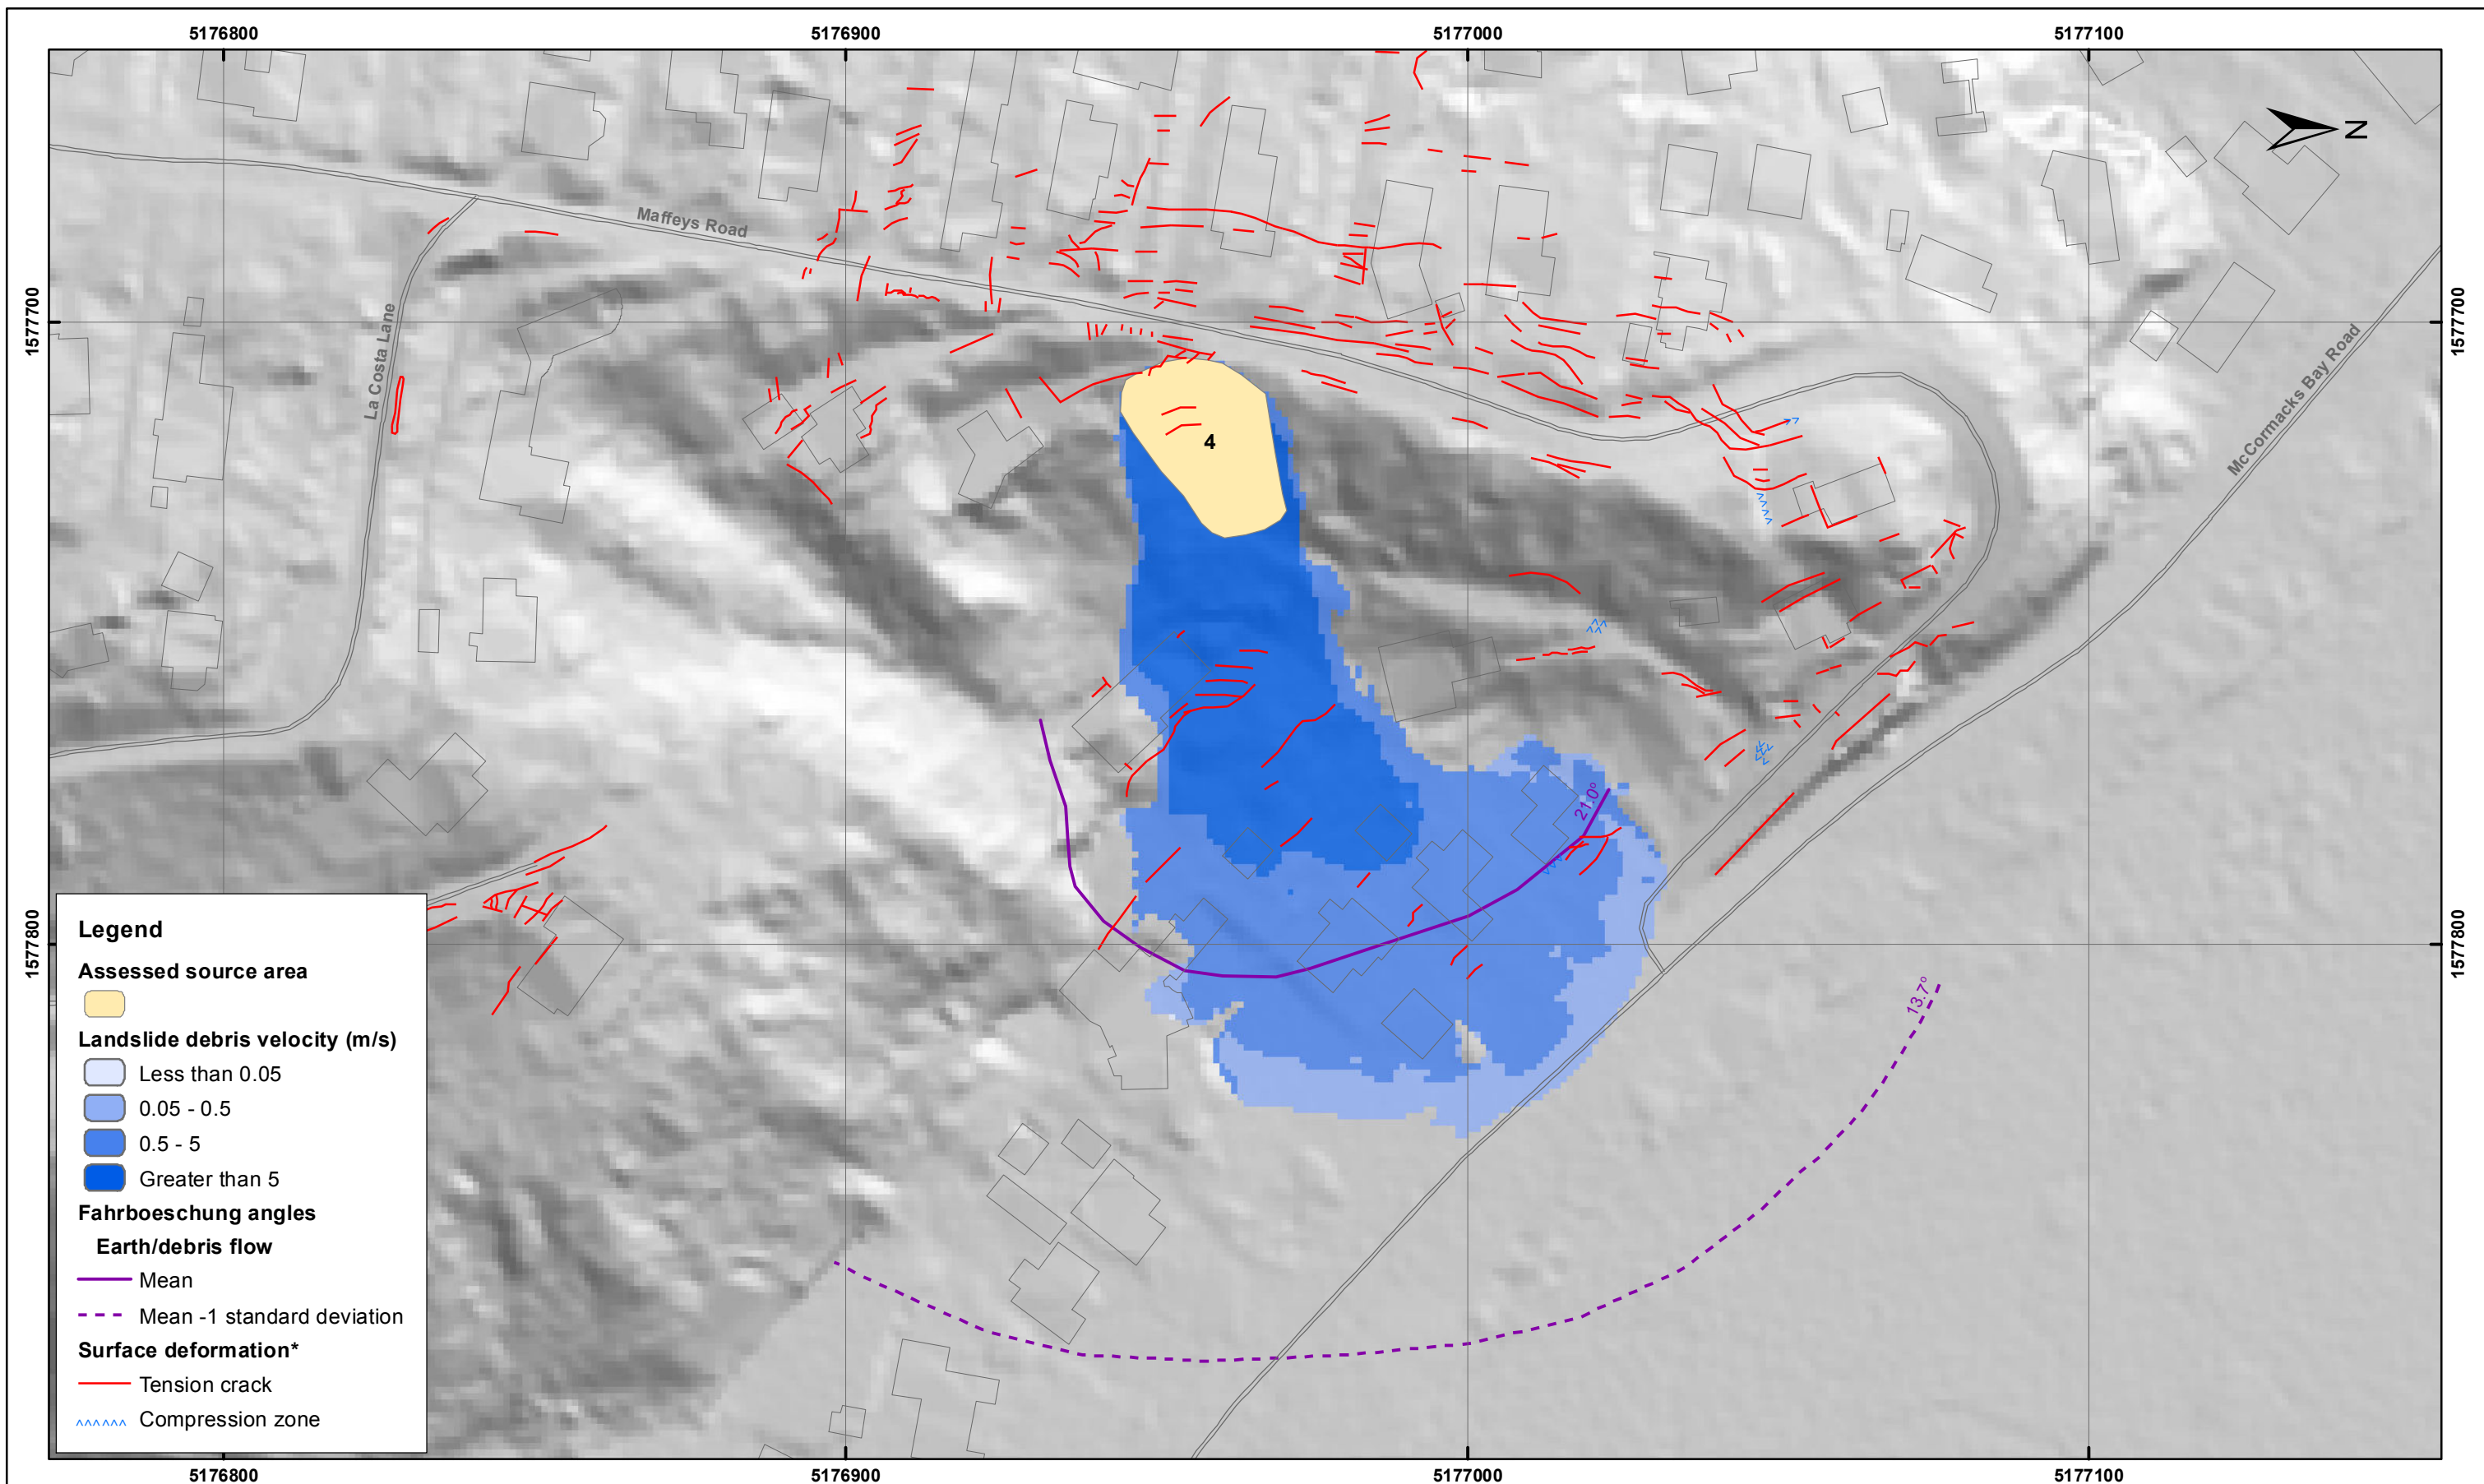 5176800 5176900 5177000 5177100
N
Maffeys Road
La Costa Lane
McCormacks Bay Road
1577700 1577700
4
21.0°
13.7°
1577800 1577800
Legend
Assessed source area
Landslide debris velocity (m/s)
Less than 0.05
0.05 - 0.5
0.5 - 5
Greater than 5
Fahrboeschung angles
Earth/debris flow
Mean
Mean -1 standard deviation
Surface deformation*
Tension crack
Compression zone
5176800 5176900 5177000 5177100